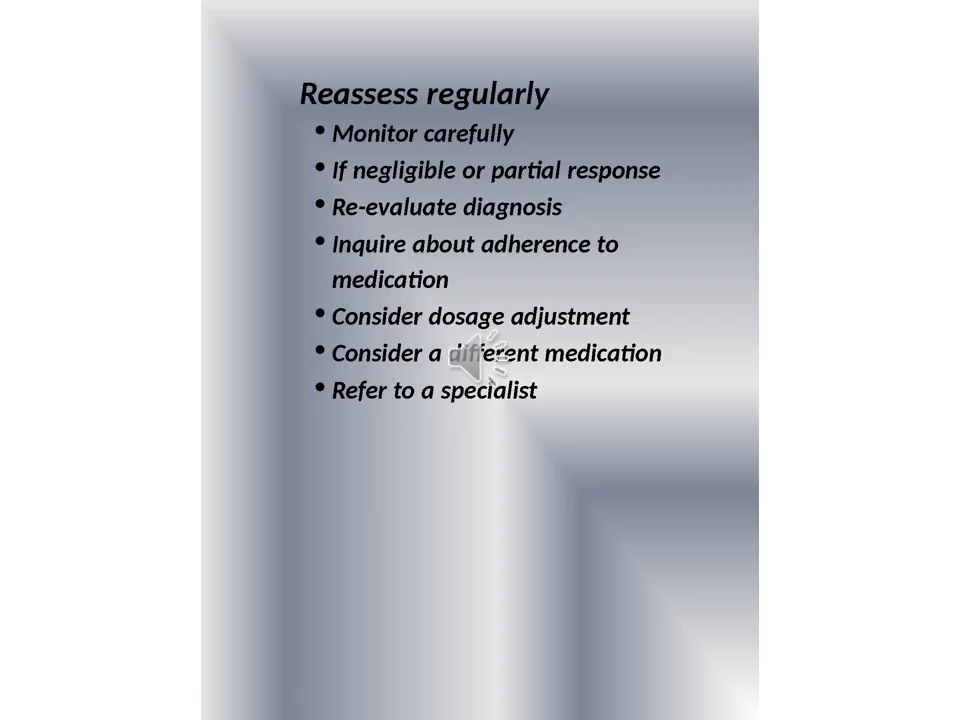 Reassess regularly
• Monitor carefully
• If negligible or partial response
• Re-evaluate diagnosis
• Inquire about adherence to
medication
• Consider dosage adjustment
• Consider a different medication
• Refer to a specialist